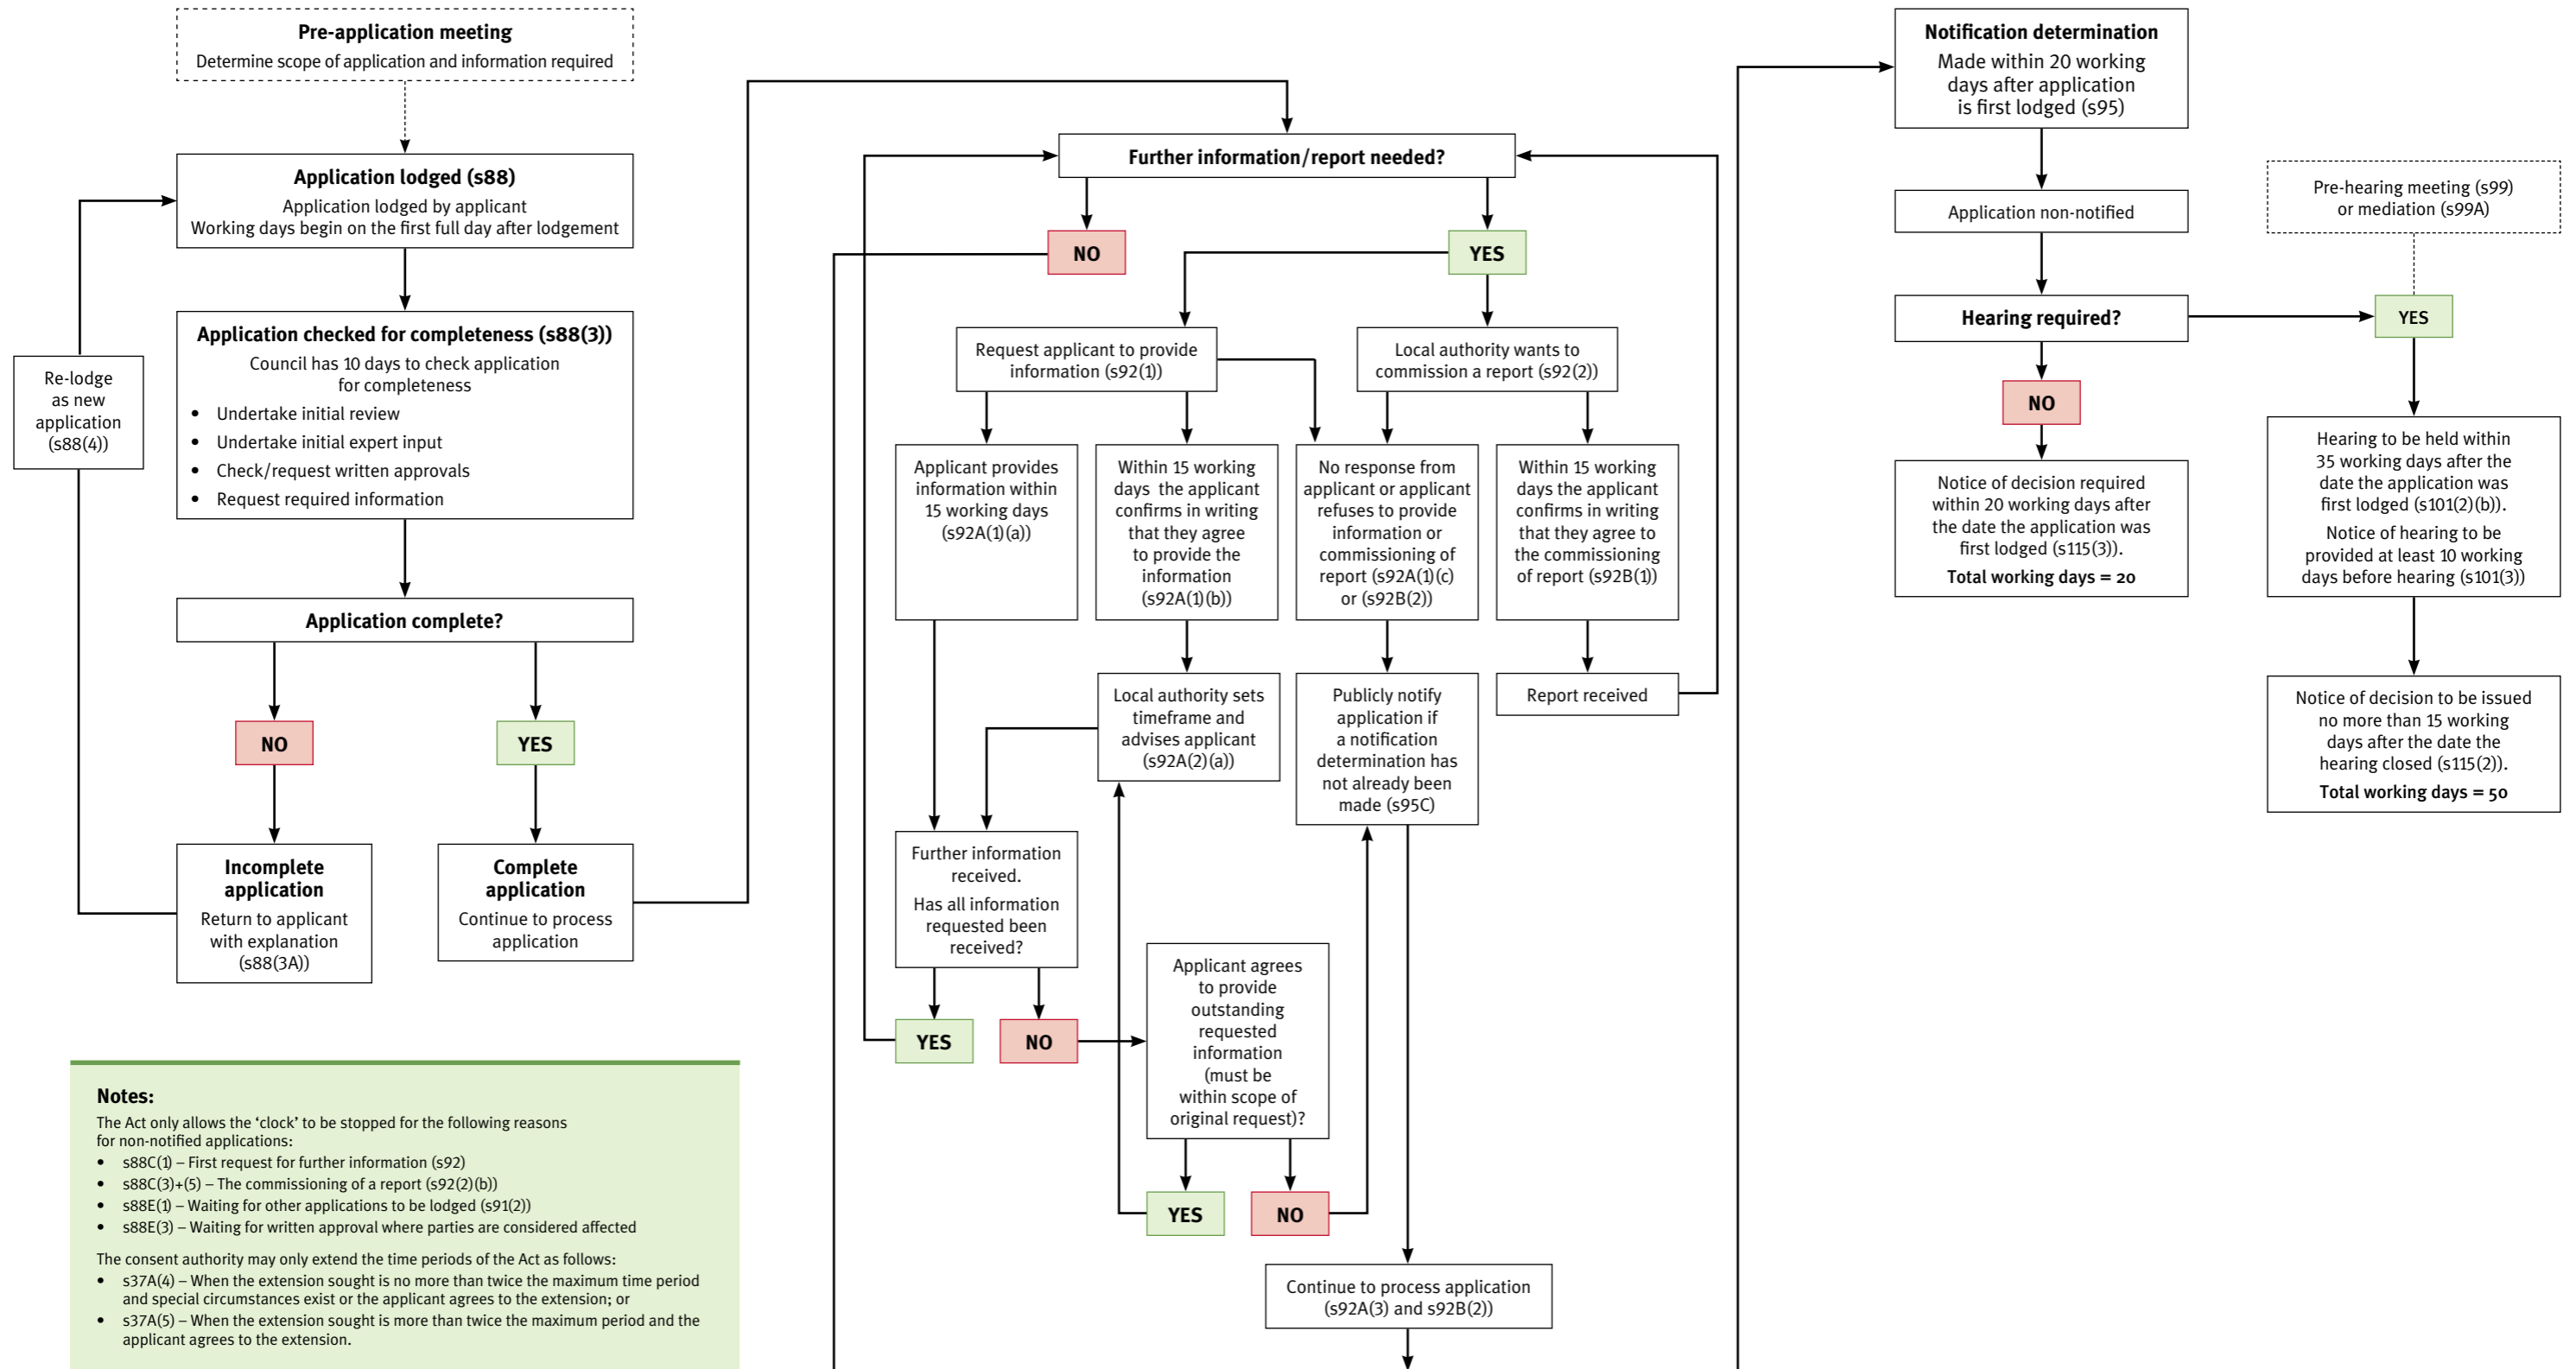 Pre-application meeting
Determine scope of application and information required
Application lodged (s88)
Application lodged by applicant
Working days begin on the first full day after lodgement
Re-lodge
as new
application
(s88(4))
Application checked for completeness (s88(3))
Council has 10 days to check application
for completeness
• Undertake initial review
• Undertake initial expert input
• Check/request written approvals
• Request required information
Application complete?
NO
YES
Incomplete
application
Return to applicant
with explanation
(s88(3A))
Complete
application
Continue to process
application
Notes:
The Act only allows the ‘clock’ to be stopped for the following reasons
for non-notified applications:
• s88C(1) – First request for further information (s92)
• s88C(3)+(5) – The commissioning of a report (s92(2)(b))
• s88E(1) – Waiting for other applications to be lodged (s91(2))
• s88E(3) – Waiting for written approval where parties are considered affected
The consent authority may only extend the time periods of the Act as follows:
• s37A(4) – When the extension sought is no more than twice the maximum time period
and special circumstances exist or the applicant agrees to the extension; or
• s37A(5) – When the extension sought is more than twice the maximum period and the
applicant agrees to the extension.
Further information/report needed?
NO
YES
Request applicant to provide
information (s92(1))
Local authority wants to
commission a report (s92(2))
Applicant provides
information within
15 working days
(s92A(1)(a))
Within 15 working
days the applicant
confirms in writing
that they agree
to provide the
information
(s92A(1)(b))
No response from
applicant or applicant
refuses to provide
information or
commissioning of
report (s92A(1)(c)
or (s92B(2))
Within 15 working
days the applicant
confirms in writing
that they agree to
the commissioning
of report (s92B(1))
Local authority sets
timeframe and
advises applicant
(s92A(2)(a))
Publicly notify
application if
a notification
determination has
not already been
made (s95C)
Report received
Further information
received.
Has all information
requested been
received?
YES
NO
Applicant agrees
to provide
outstanding
requested
information
(must be
within scope of
original request)?
YES
NO
Continue to process application
(s92A(3) and s92B(2))
Notification determination
Made within 20 working
days after application
is first lodged (s95)
Application non-notified
Hearing required?
NO
Notice of decision required
within 20 working days after
the date the application was
first lodged (s115(3)).
Total working days = 20
Pre-hearing meeting (s99)
or mediation (s99A)
YES
Hearing to be held within
35 working days after the
date the application was
first lodged (s101(2)(b)).
Notice of hearing to be
provided at least 10 working
days before hearing (s101(3))
Notice of decision to be issued
no more than 15 working
days after the date the
hearing closed (s115(2)).
Total working days = 50